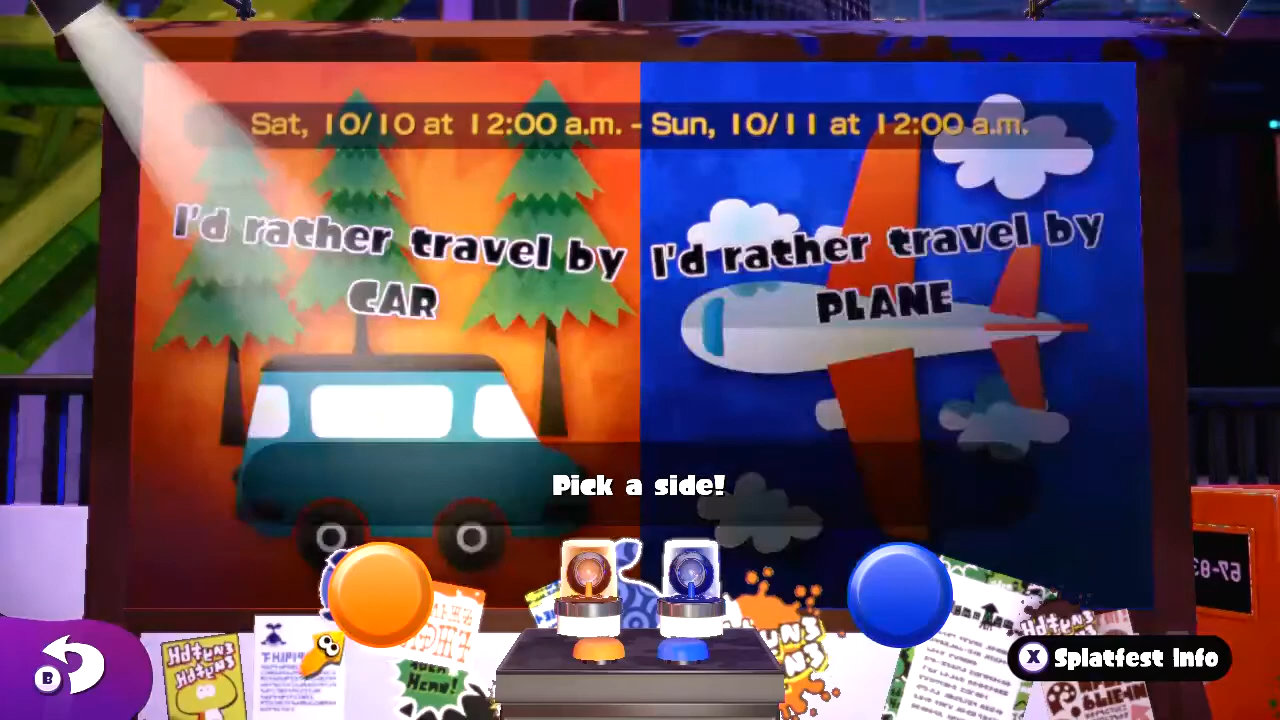 Sat, 10/10 at 12:00 a.m. - Sun, 10/11 at 12:00 a.m.
I'd rather travel by
CAR
I'd rather travel by
PLANE
Pick a side!
B
X Splatfest Info